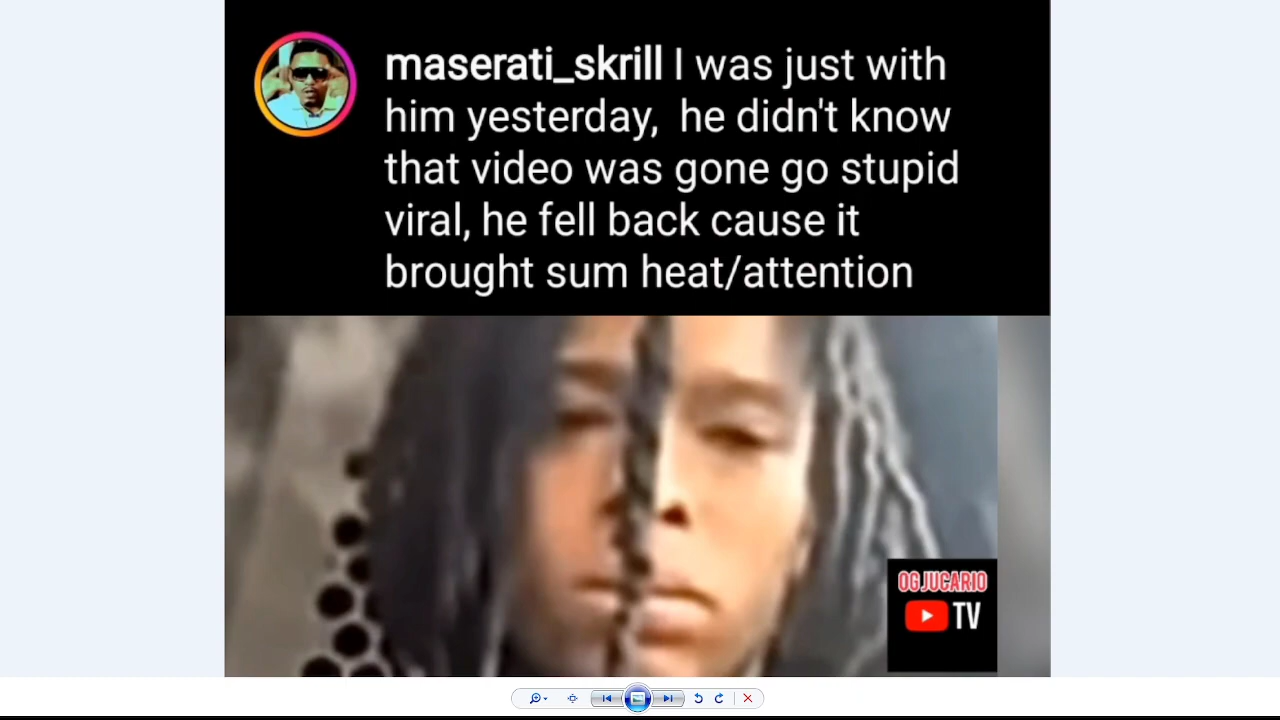 maserati_skrill I was just with
him yesterday,  he didn't know
that video was gone go stupid
viral, he fell back cause it
brought sum heat/attention
OGJUCARIO
TV